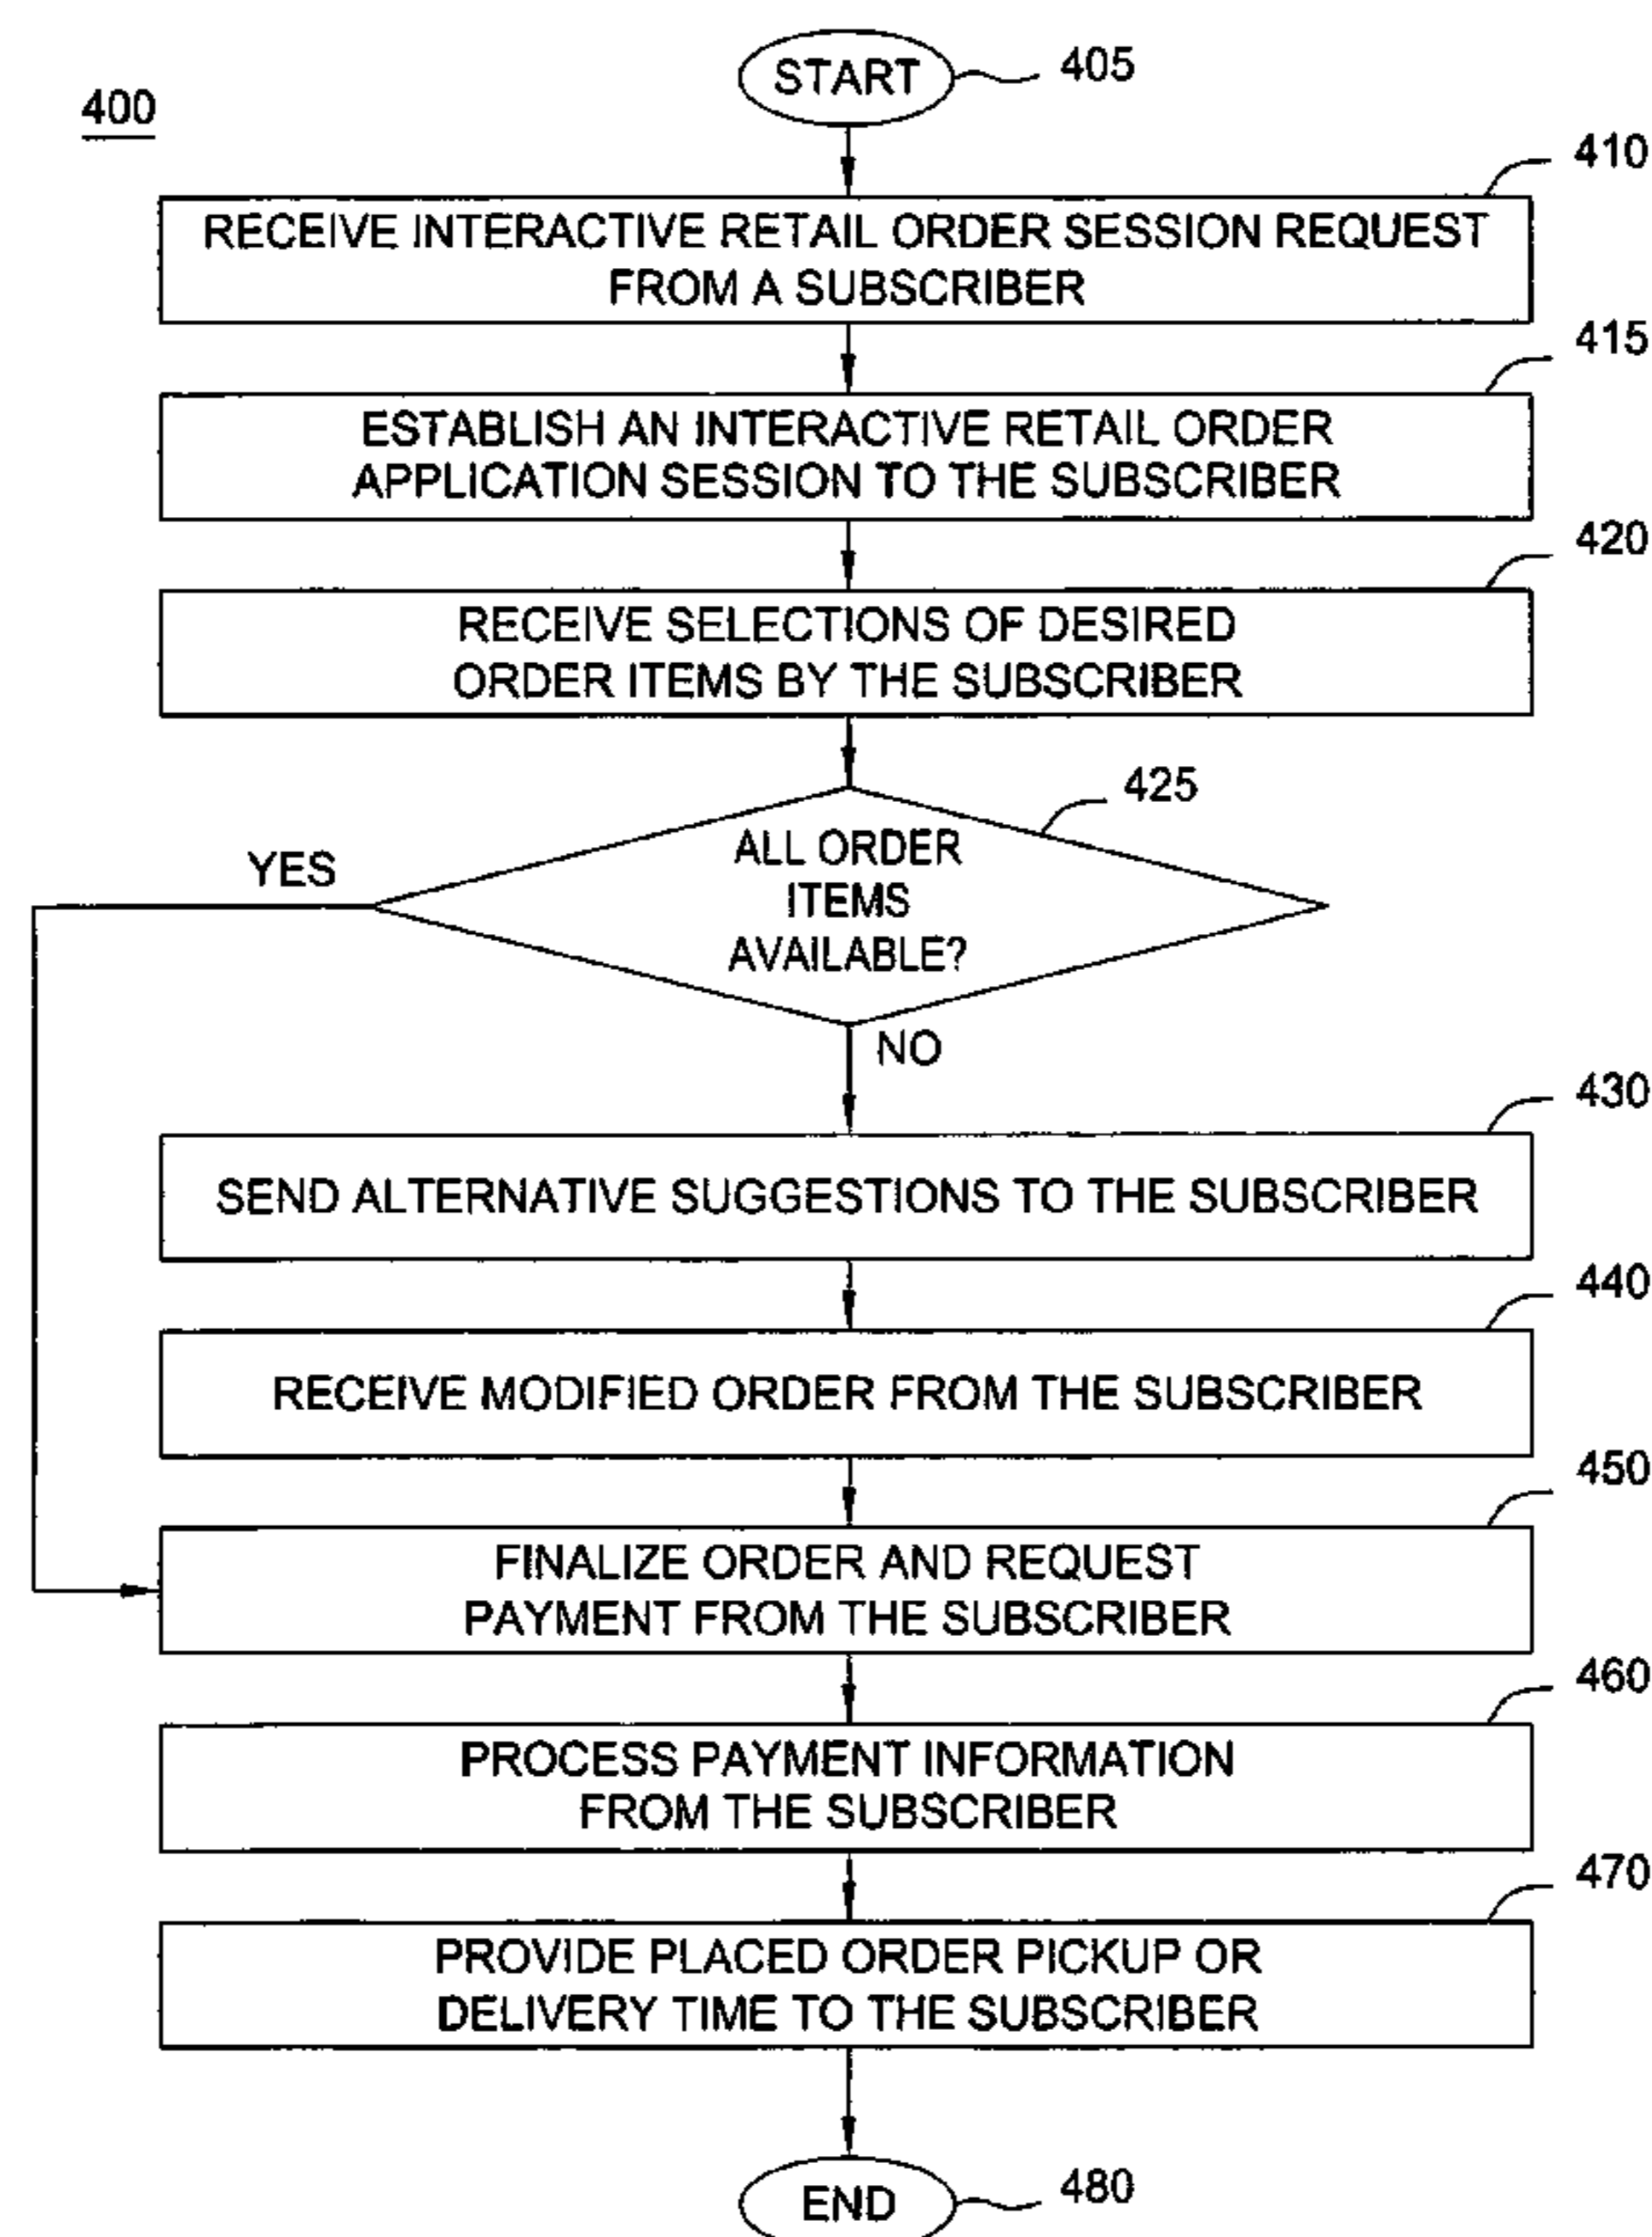 START
405
400
410
RECEIVE INTERACTIVE RETAIL ORDER SESSION REQUEST
FROM A SUBSCRIBER
415
ESTABLISH AN INTERACTIVE RETAIL ORDER
APPLICATION SESSION TO THE SUBSCRIBER
420
RECEIVE SELECTIONS OF DESIRED
ORDER ITEMS BY THE SUBSCRIBER
425
YES
ALL ORDER
ITEMS
AVAILABLE?
NO
430
SEND ALTERNATIVE SUGGESTIONS TO THE SUBSCRIBER
440
RECEIVE MODIFIED ORDER FROM THE SUBSCRIBER
450
FINALIZE ORDER AND REQUEST
PAYMENT FROM THE SUBSCRIBER
460
PROCESS PAYMENT INFORMATION
FROM THE SUBSCRIBER
470
PROVIDE PLACED ORDER PICKUP OR
DELIVERY TIME TO THE SUBSCRIBER
END
480